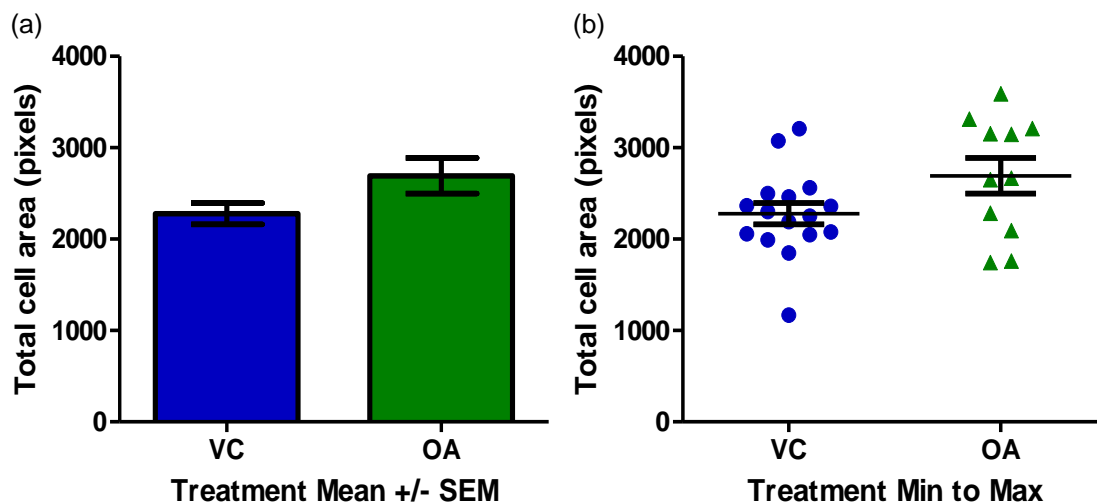 (a)
Total cell area (pixels)
4000
3000
2000
1000
0
VC OA
Treatment Mean +/- SEM
(b)
Total cell area (pixels)
4000
3000
2000
1000
0
VC OA
Treatment Min to Max